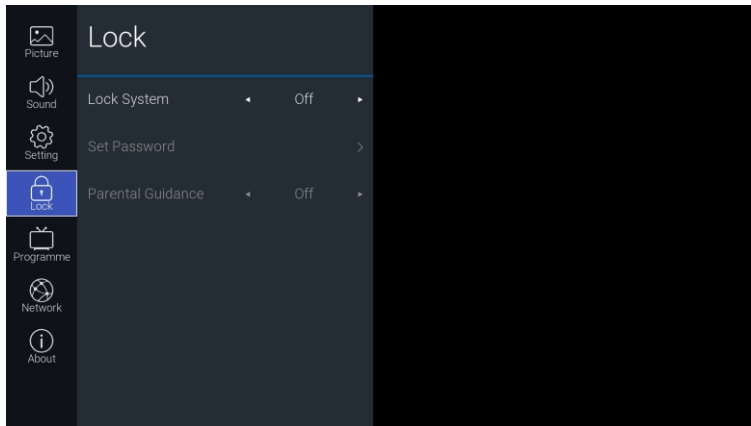 Picture
Sound
Setting
Lock
Programme
Network
About
Lock
Lock System Off
Set Password
Parental Guidance Off